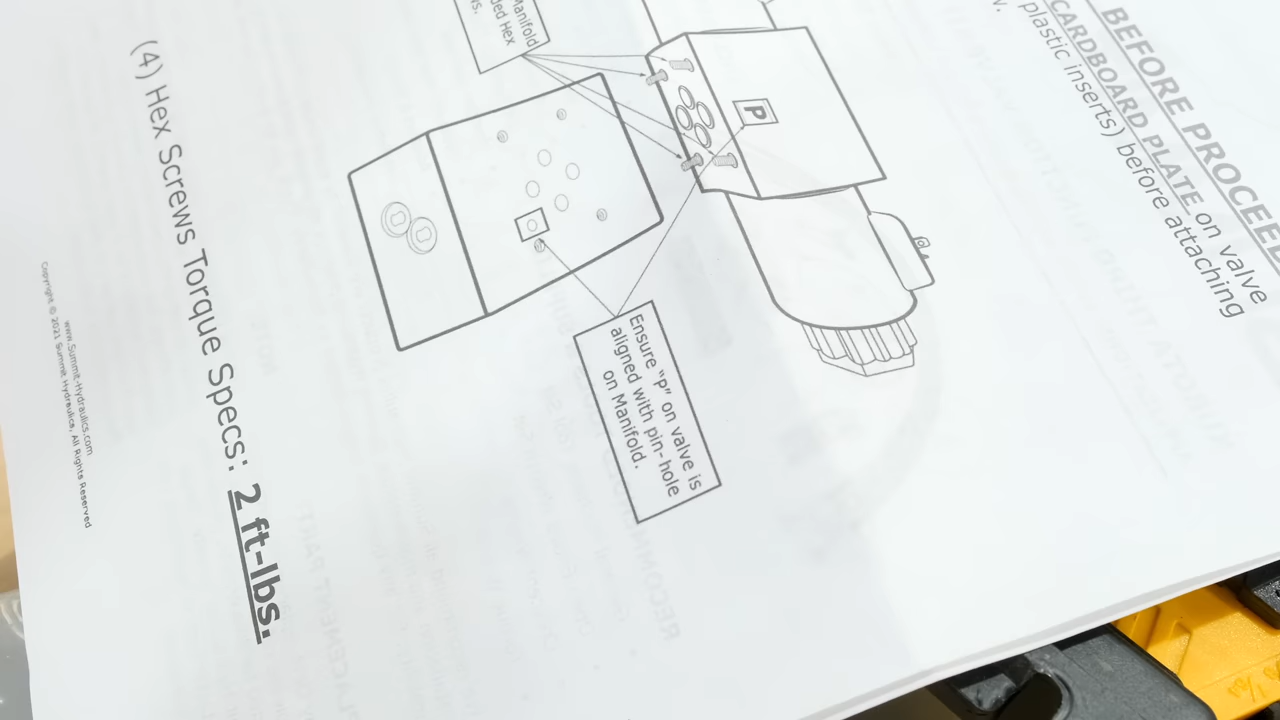 BEFORE PROCEED
CARDBOARD PLATE on valve
plastic inserts) before attaching
Manifold
Hex
P
Ensure "P" on valve is
aligned with pin-hole
on Manifold.
(4) Hex Screws Torque Specs: 2 ft-lbs.
www.Summit-Hydraulics.com
Copyright © 2021 Summit Hydraulics, All Rights Reserved